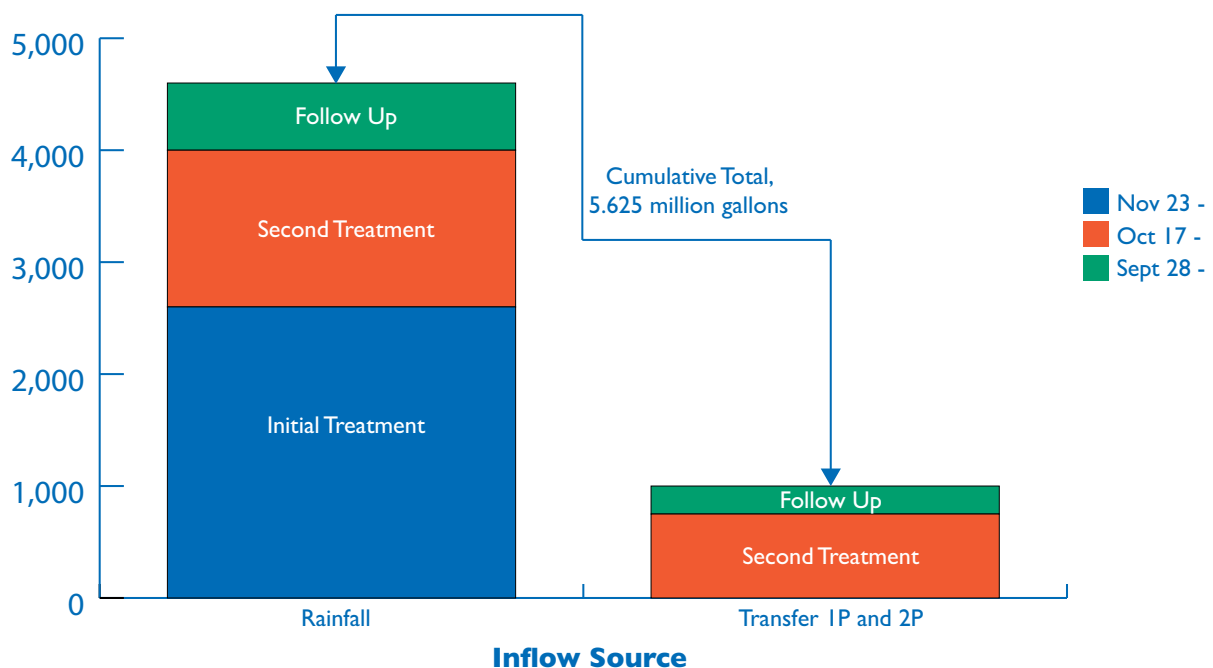 5,000
4,000
3,000
2,000
1,000
0
Follow Up
Second Treatment
Initial Treatment
Cumulative Total,
5.625 million gallons
Follow Up
Second Treatment
Nov 23 -
Oct 17 -
Sept 28 -
Rainfall
Transfer 1P and 2P
Inflow Source